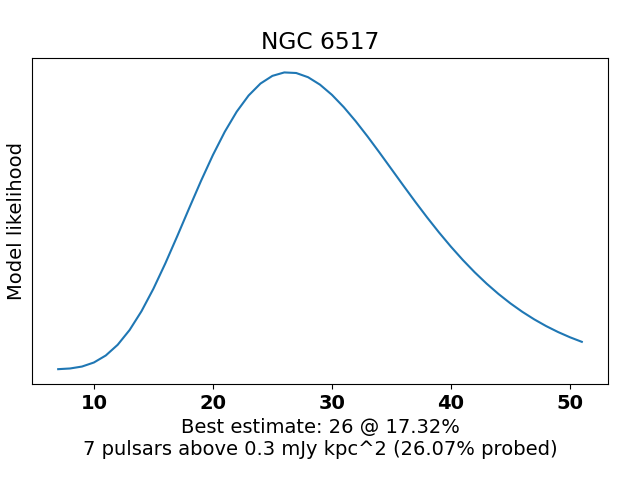 NGC 6517
Model likelihood
10 20 30 40 50
Best estimate: 26 @ 17.32%
7 pulsars above 0.3 mJy kpc^2 (26.07% probed)